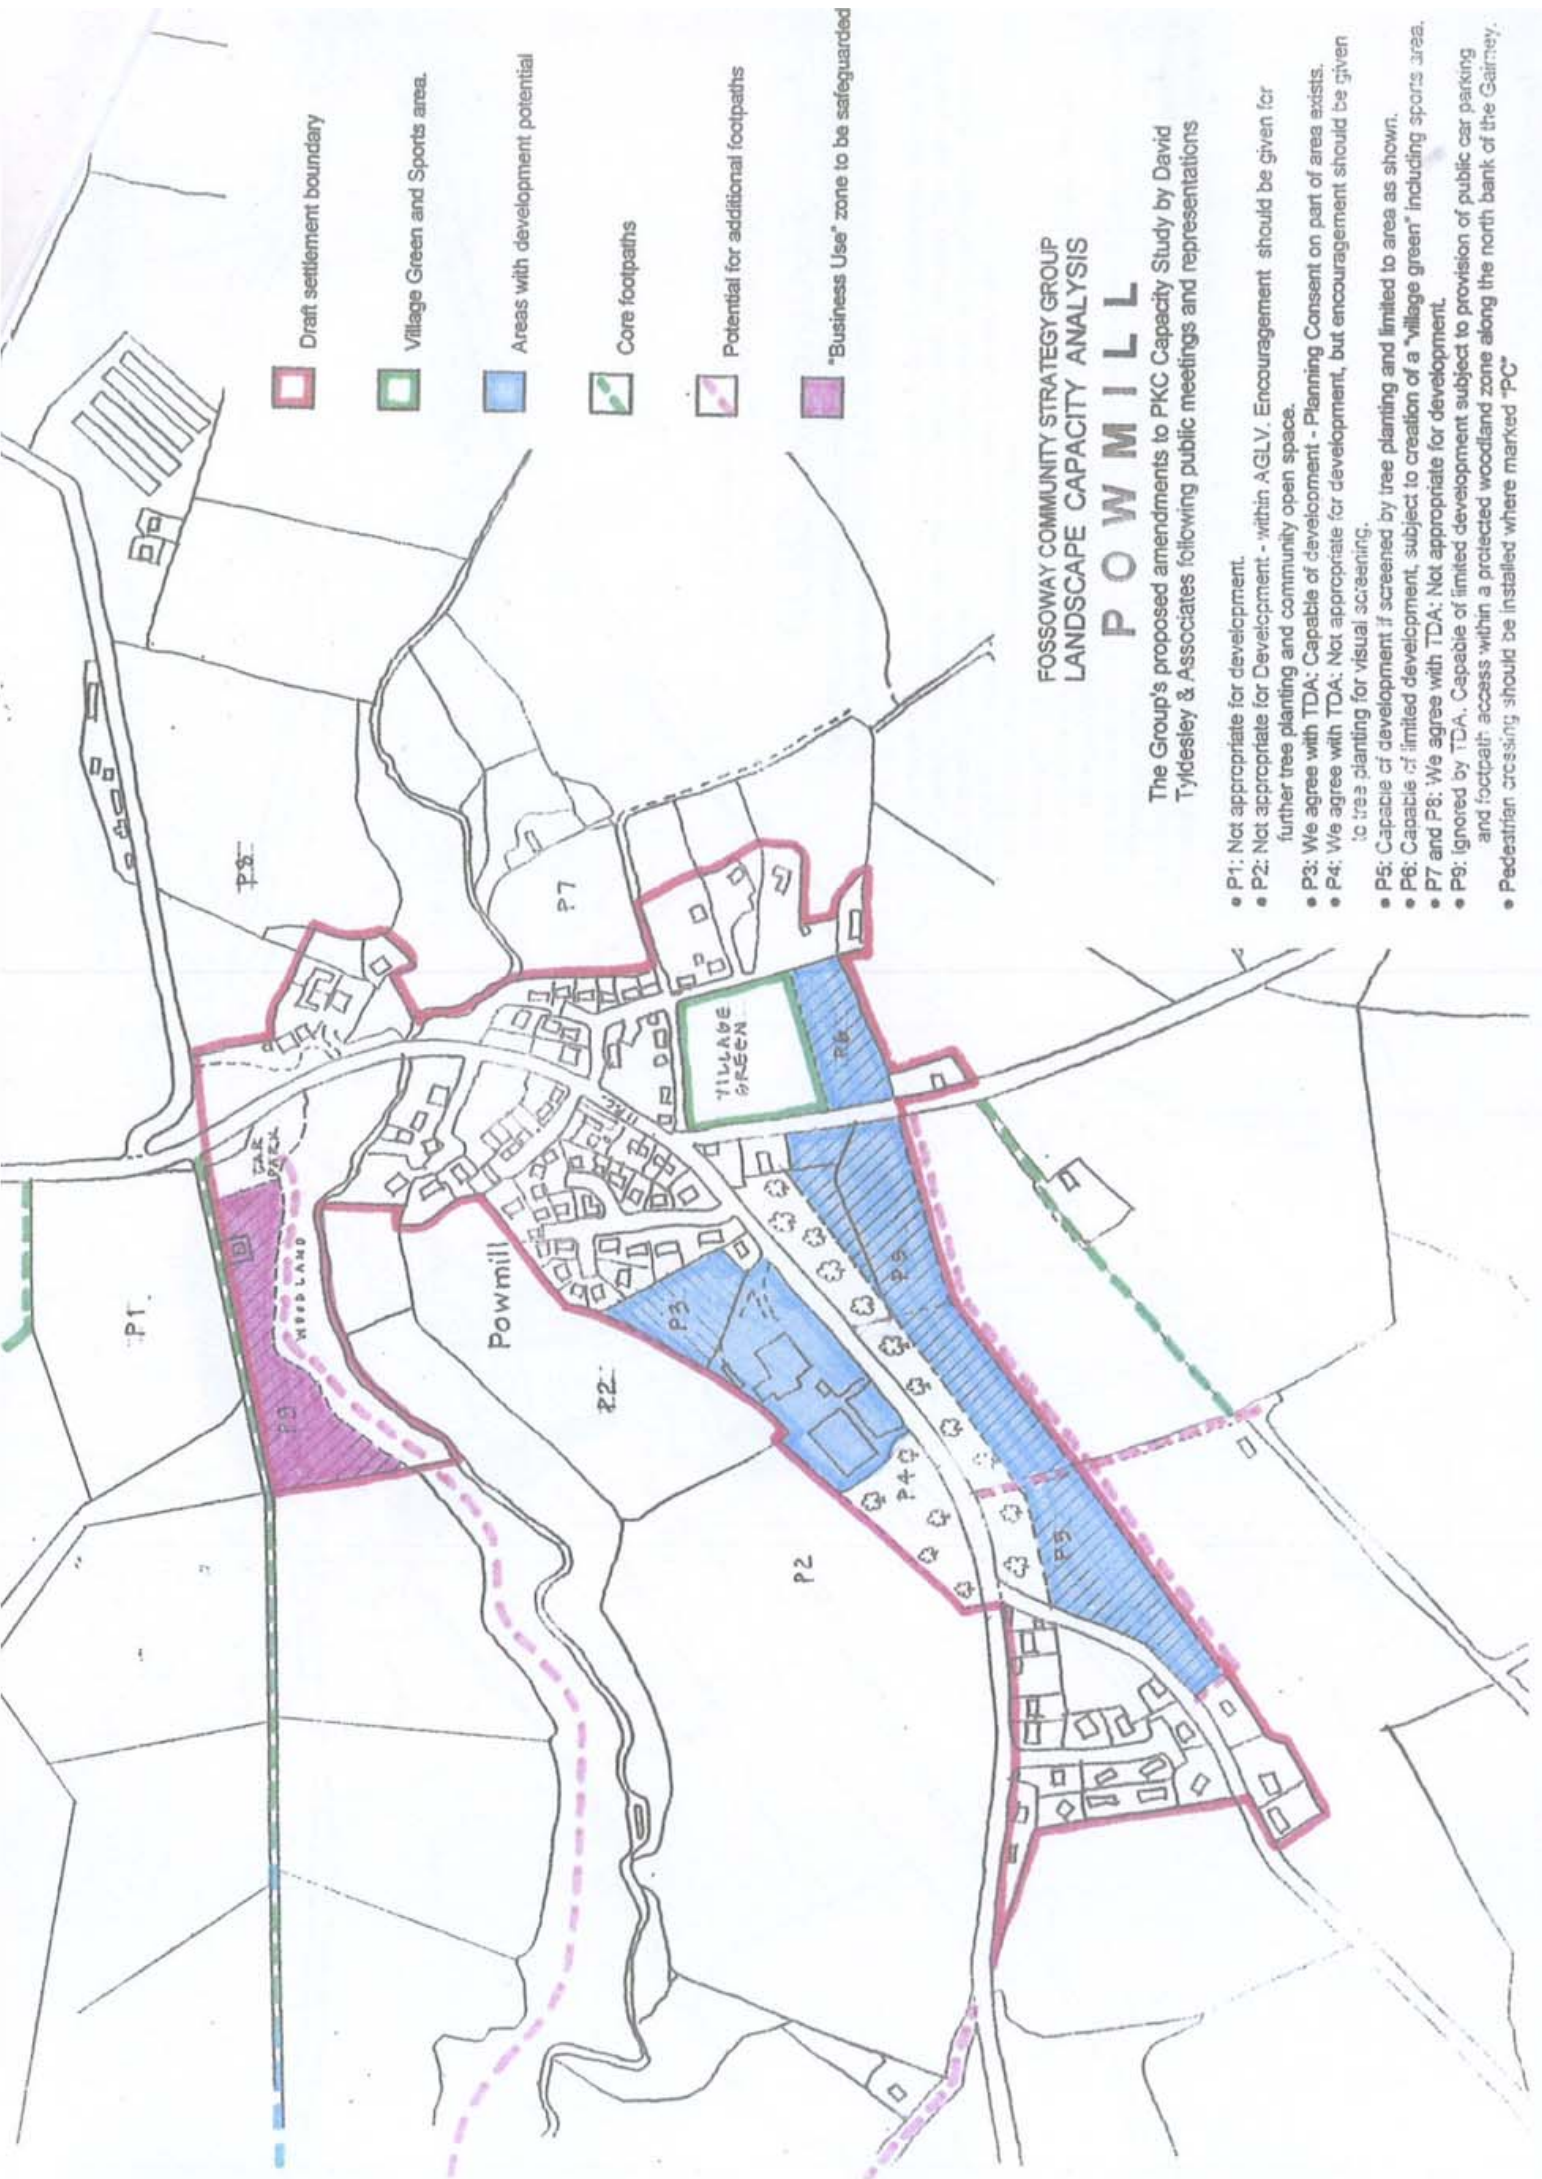 Draft settlement boundary
Village Green and Sports area.
Areas with development potential
Core footpaths
Potential for additional footpaths
"Business Use" zone to be safeguarded
FOSSOWAY COMMUNITY STRATEGY GROUP
LANDSCAPE CAPACITY ANALYSIS
POWMILL
The Group's proposed amendments to PKC Capacity Study by David
Tyldesley & Associates following public meetings and representations
• P1: Not appropriate for development.
• P2: Not appropriate for Development - within AGLV. Encouragement should be given for
further tree planting and community open space.
• P3: We agree with TDA: Capable of development - Planning Consent on part of area exists.
• P4: We agree with TDA: Not appropriate for development, but encouragement should be given
to tree planting for visual screening.
• P5: Capable of development if screened by tree planting and limited to area as shown.
• P6: Capable of limited development, subject to creation of a "village green" including sports area.
• P7 and P8: We agree with TDA: Not appropriate for development.
• P9: Ignored by TDA. Capable of limited development subject to provision of public car parking
and footpath access within a protected woodland zone along the north bank of the Gairney.
• Pedestrian crossing should be installed where marked "PC"
P1.
P8
P7
CAR
PARK
WOODLAND
P9
Powmill
P2
P3
VILLAGE
GREEN
P6
P5
P4
P2
P5